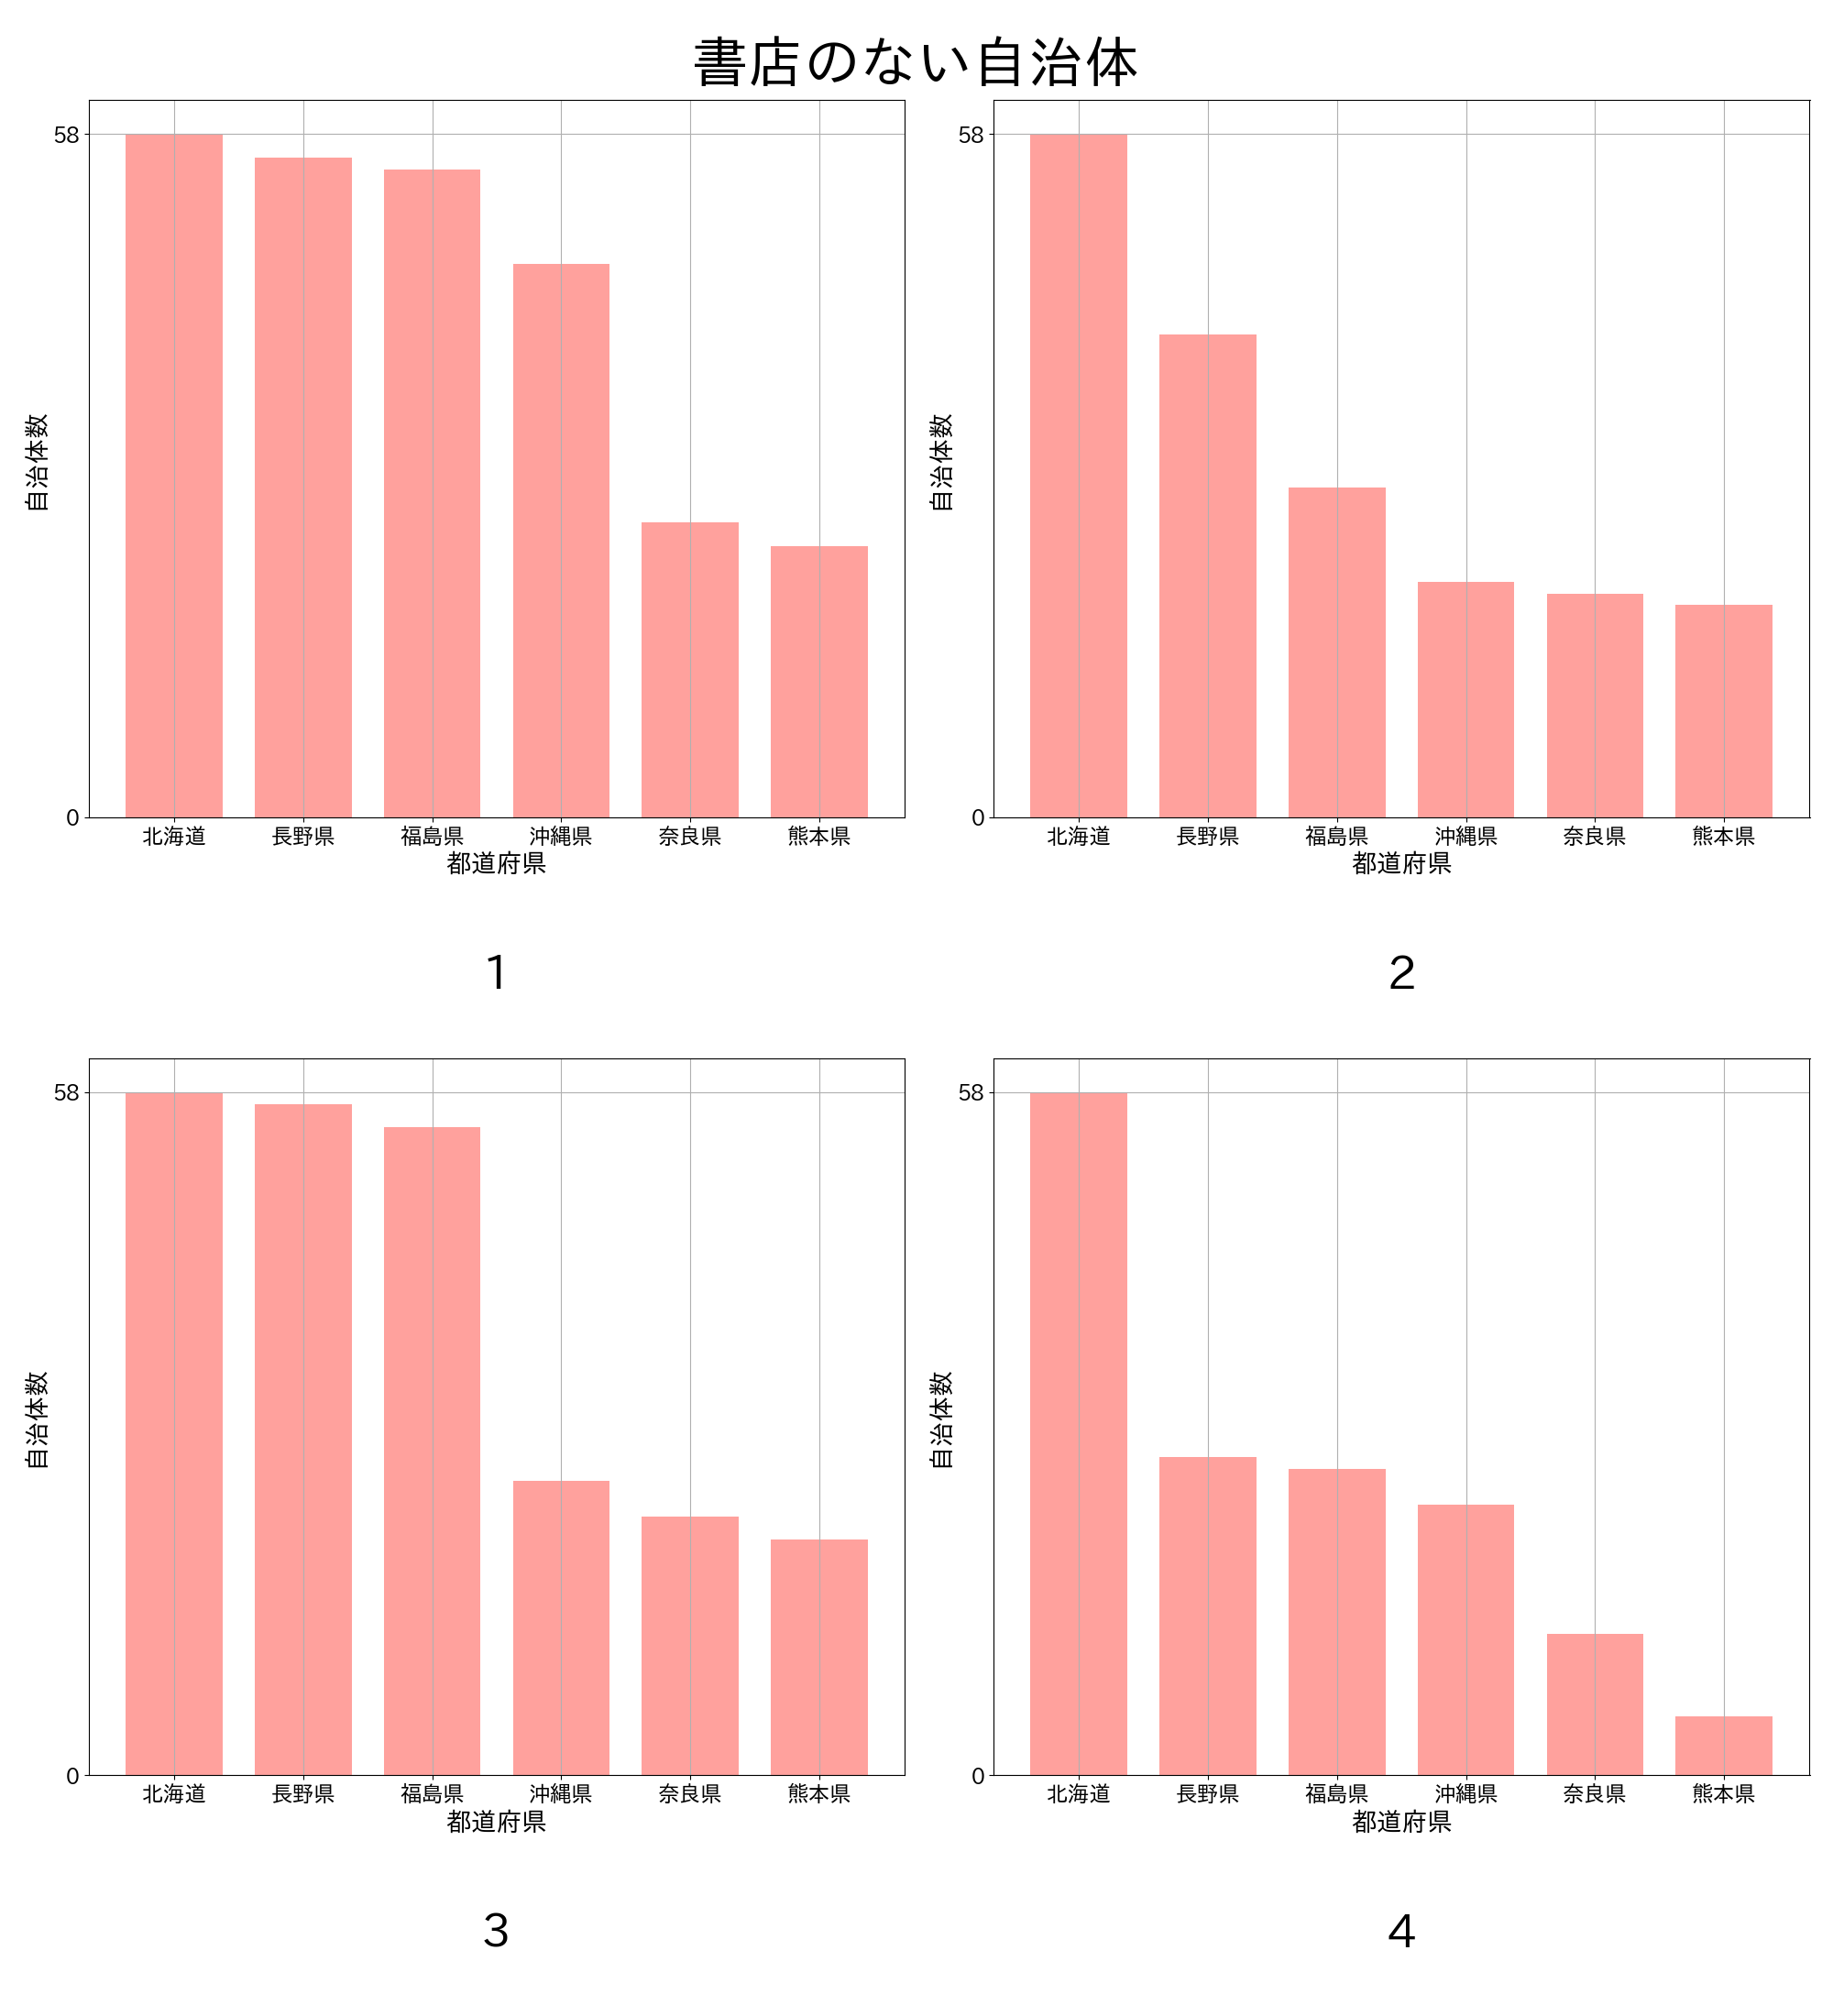 書店のない自治体
58
0
自治体数
北海道 長野県 福島県 沖縄県 奈良県 熊本県
都道府県
1
58
0
自治体数
北海道 長野県 福島県 沖縄県 奈良県 熊本県
都道府県
2
58
0
自治体数
北海道 長野県 福島県 沖縄県 奈良県 熊本県
都道府県
3
58
0
自治体数
北海道 長野県 福島県 沖縄県 奈良県 熊本県
都道府県
4